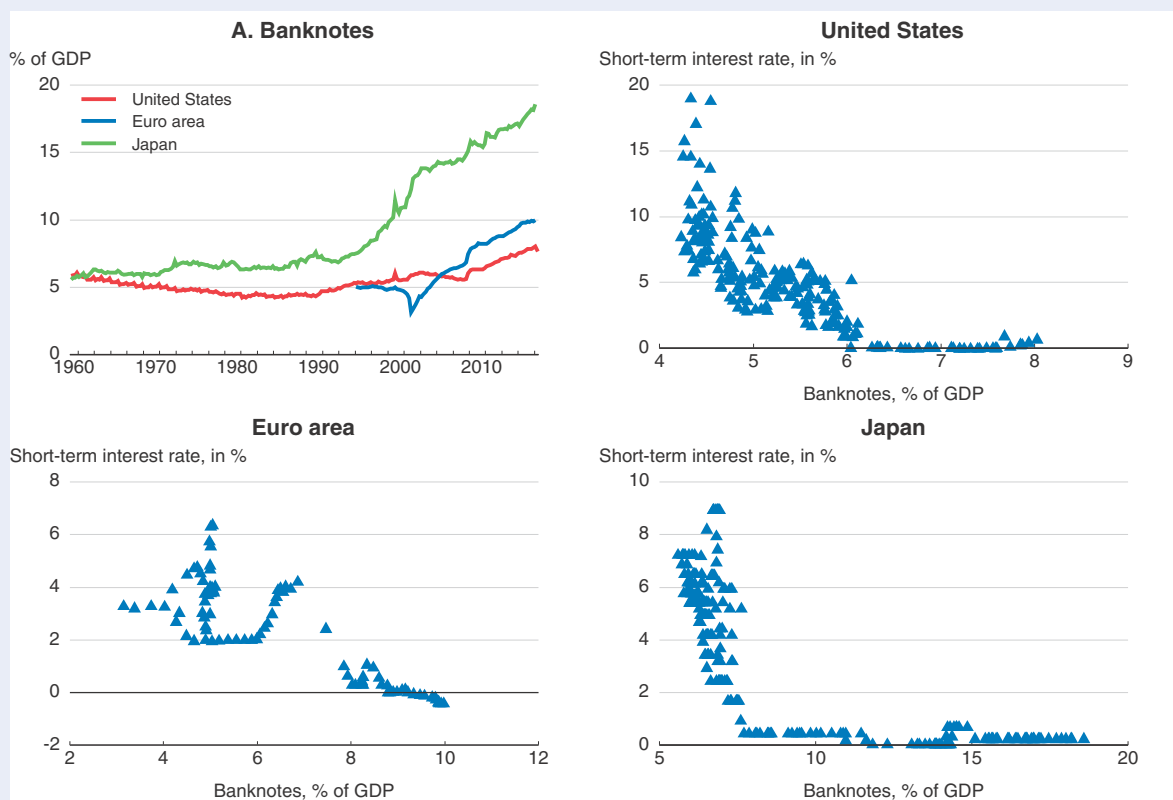 A. Banknotes
% of GDP
20
15
10
5
0
United States
Euro area
Japan
1960 1970 1980 1990 2000 2010
United States
Short-term interest rate, in %
20
15
10
5
0
4 5 6 7 8 9
Banknotes, % of GDP
Euro area
Short-term interest rate, in %
8
6
4
2
0
-2
2 4 6 8 10 12
Banknotes, % of GDP
Japan
Short-term interest rate, in %
10
8
6
4
2
0
5 10 15 20
Banknotes, % of GDP